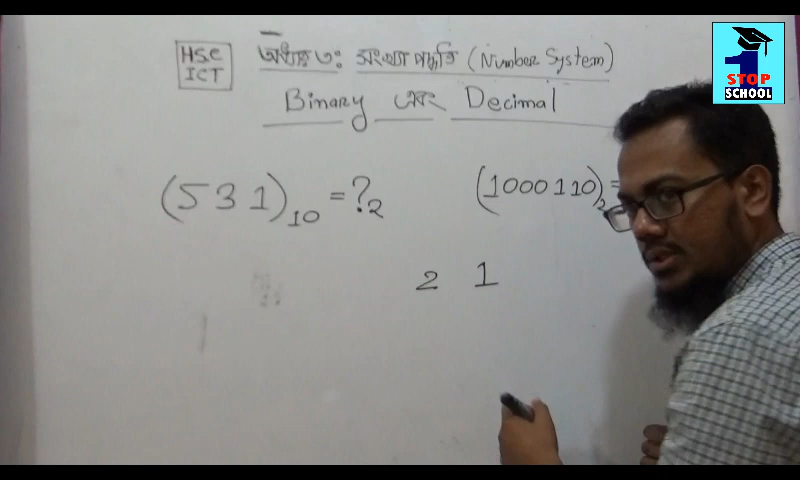 HSC
ICT
অধ্যায় ৩ঃ সংখ্যা পদ্ধতি (Number System)
Binary এবং Decimal
(531)10 = ?2
(1000110)2 =
2 1
1
STOP
SCHOOL